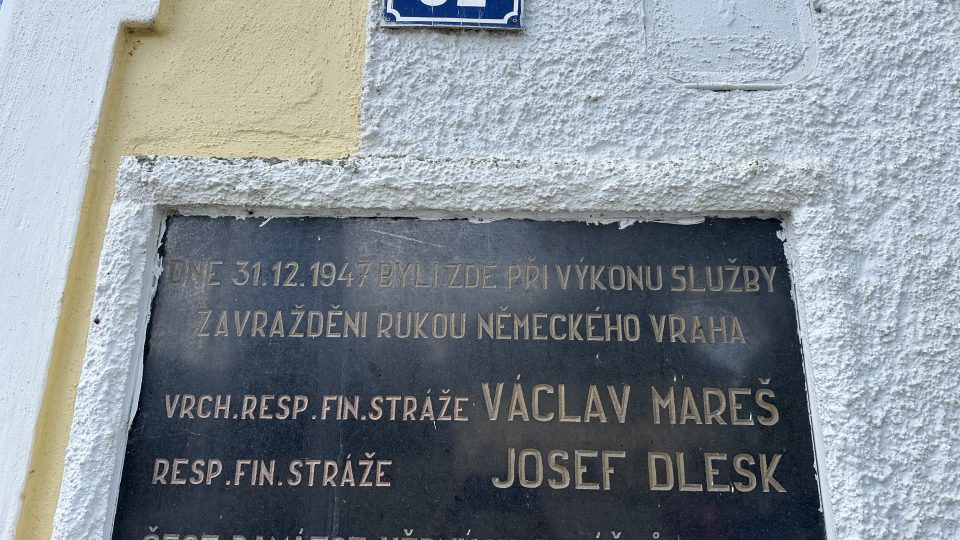 DNE 31.12.1947 BYLI ZDE PŘI VÝKONU SLUŽBY
ZAVRAŽDĚNI RUKOU NĚMECKÉHO VRAHA
VRCH.RESP.FIN.STRÁŽE VÁCLAV MAREŠ
RESP.FIN.STRÁŽE JOSEF DLESK